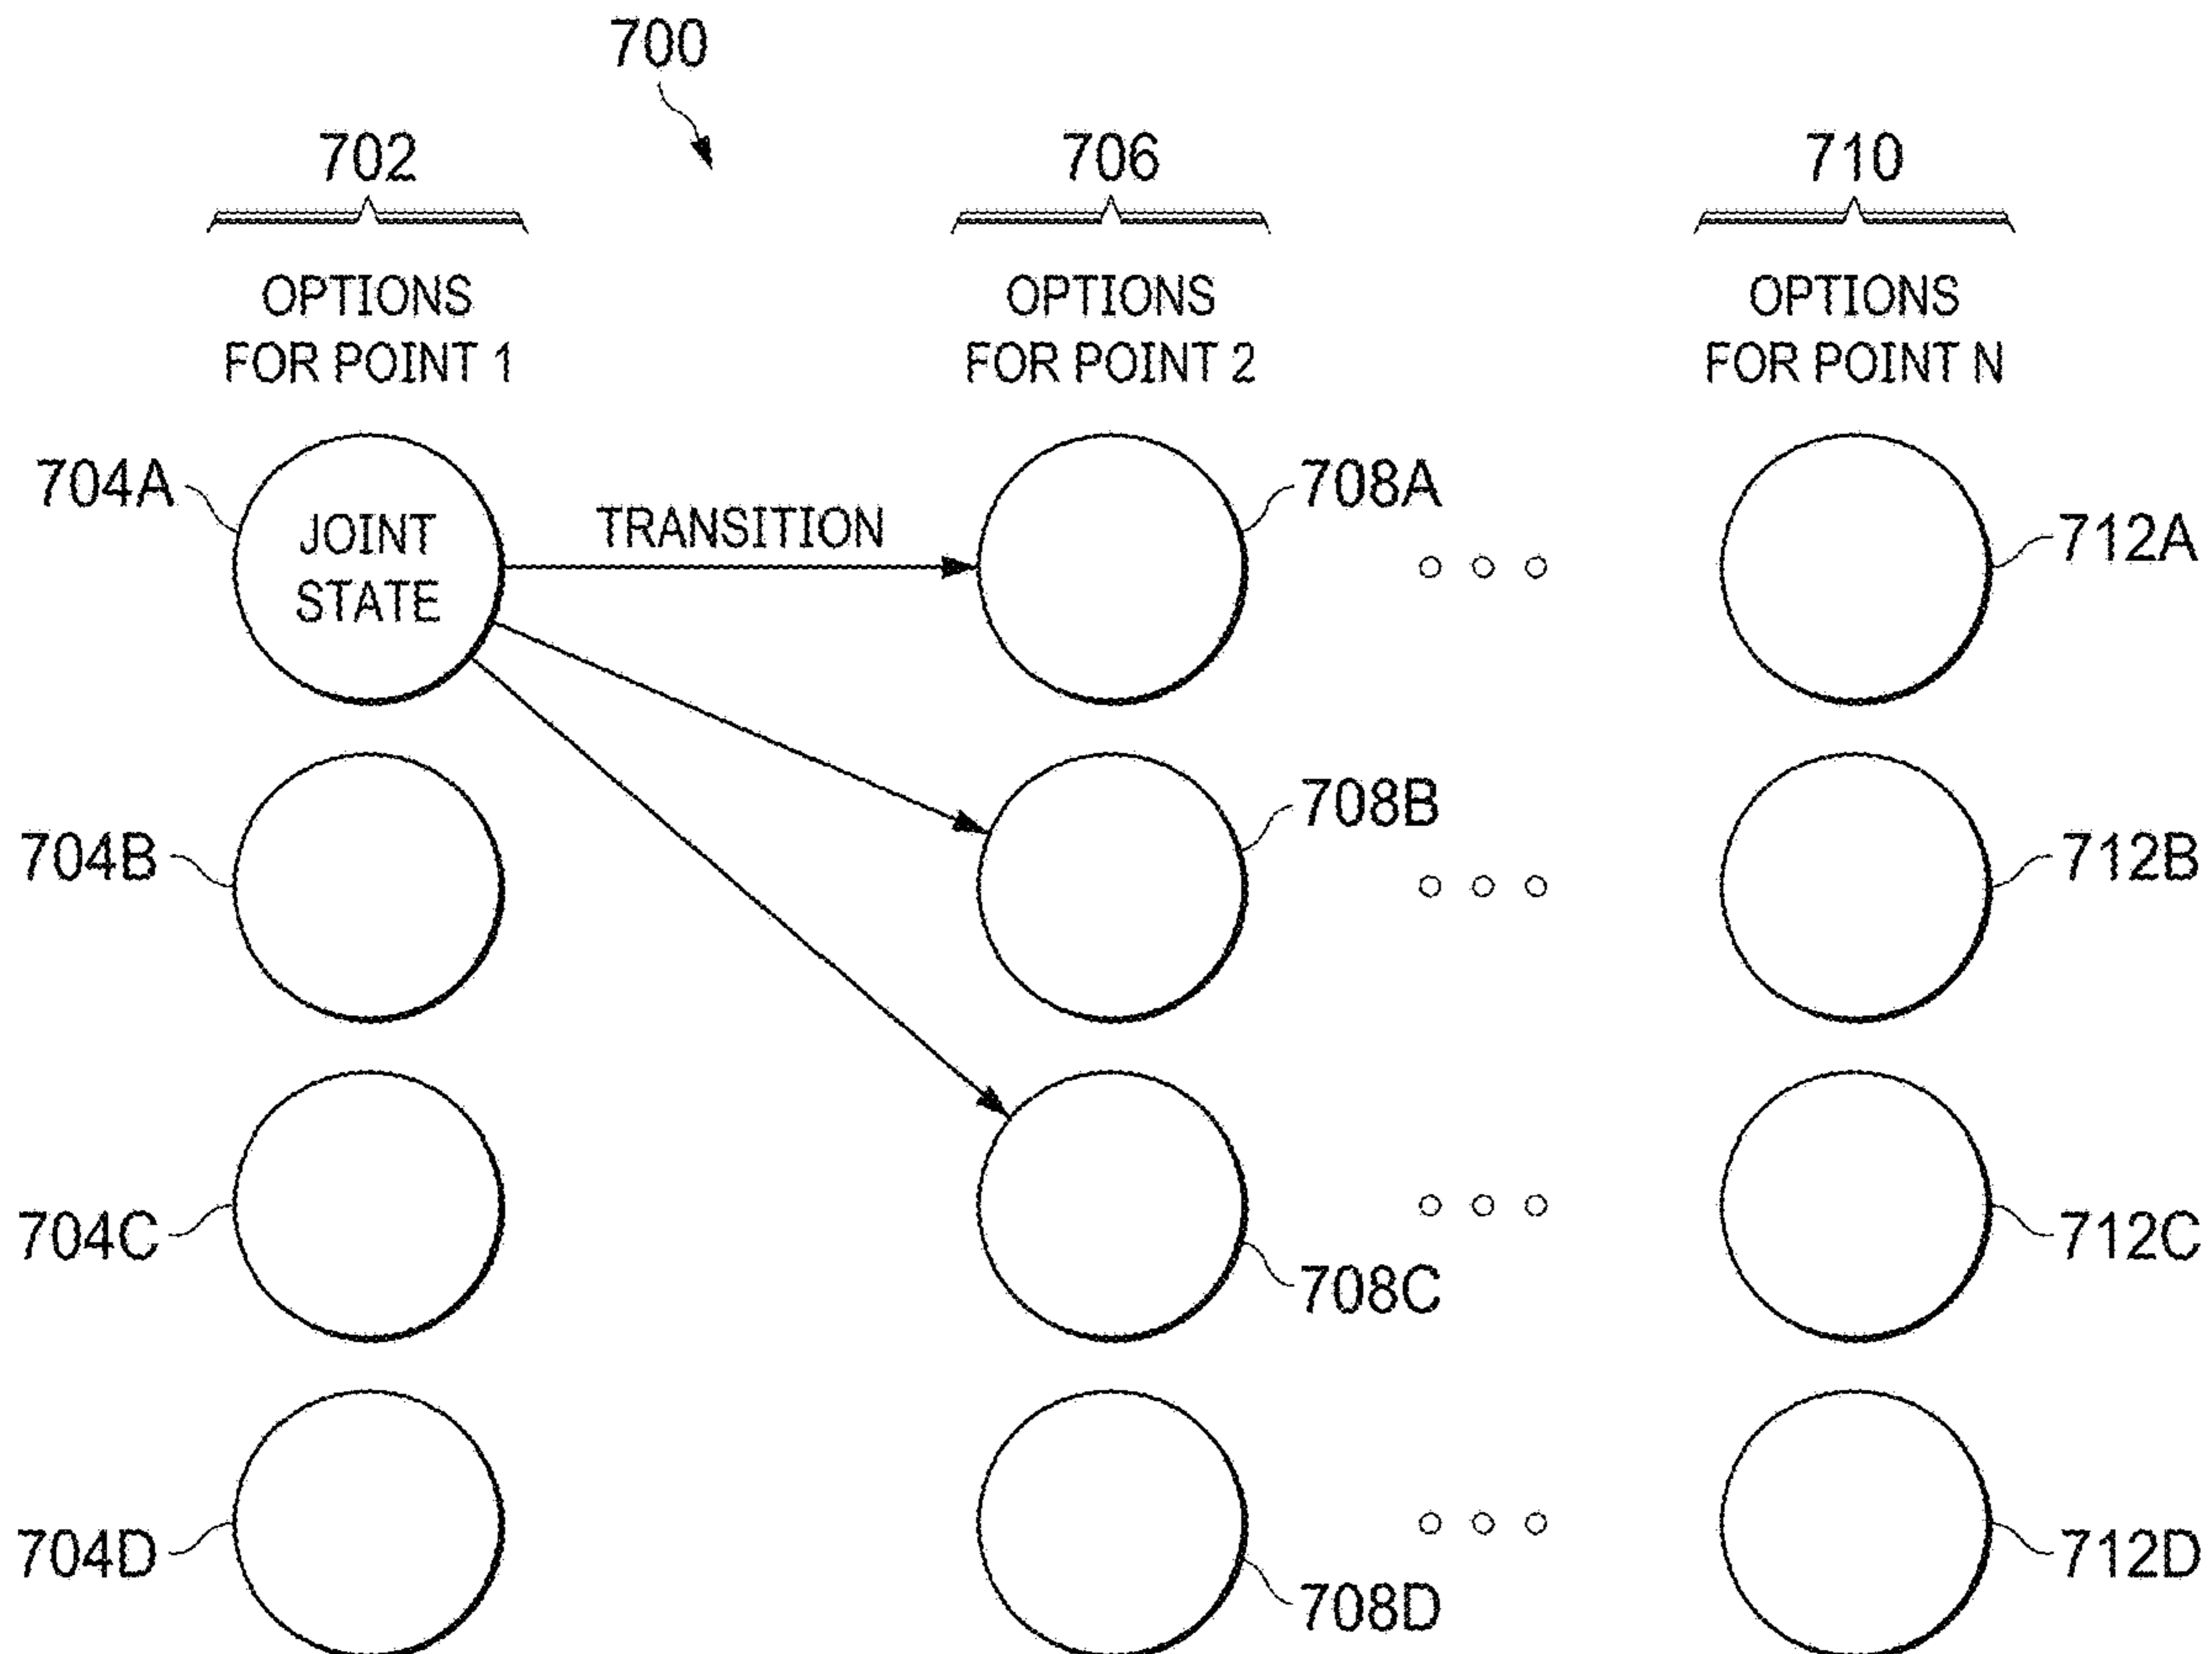 700
702
706
710
OPTIONS
FOR POINT 1
OPTIONS
FOR POINT 2
OPTIONS
FOR POINT N
704A
JOINT
STATE
TRANSITION
708A
712A
704B
708B
712B
704C
708C
712C
704D
708D
712D